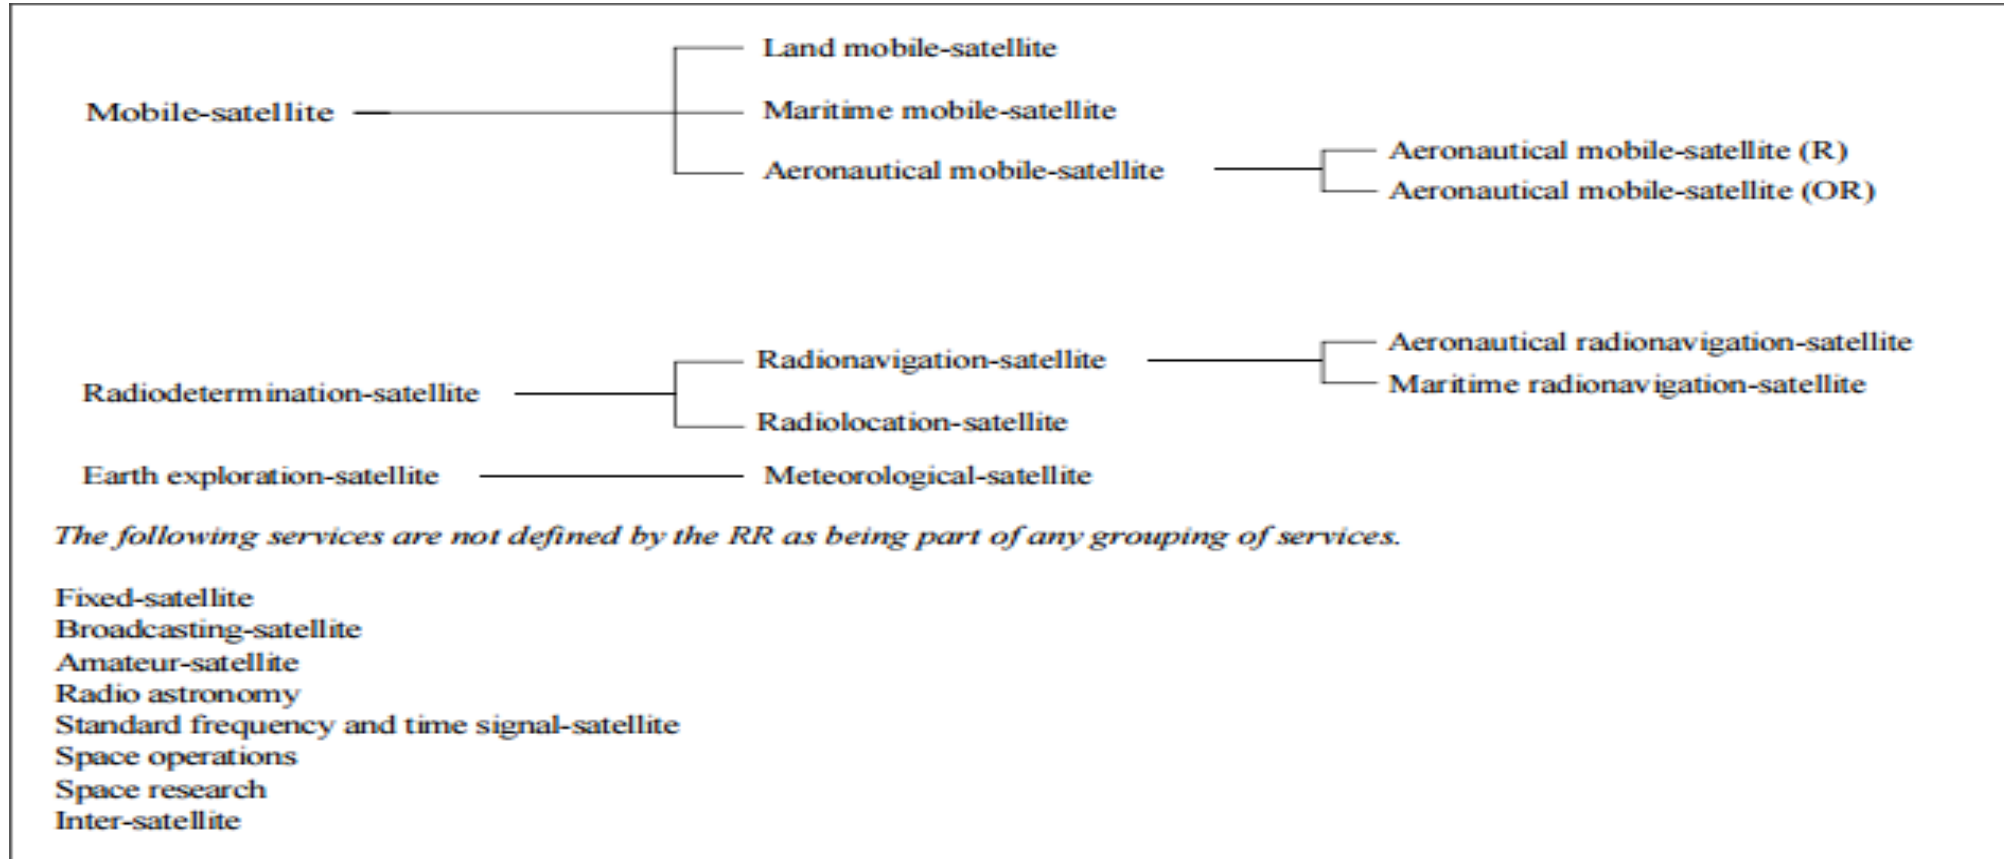 Land mobile-satellite
Mobile-satellite
Maritime mobile-satellite
Aeronautical mobile-satellite
Aeronautical mobile-satellite (R)
Aeronautical mobile-satellite (OR)
Radionavigation-satellite
Aeronautical radionavigation-satellite
Maritime radionavigation-satellite
Radiodetermination-satellite
Radiolocation-satellite
Earth exploration-satellite
Meteorological-satellite
The following services are not defined by the RR as being part of any grouping of services.
Fixed-satellite
Broadcasting-satellite
Amateur-satellite
Radio astronomy
Standard frequency and time signal-satellite
Space operations
Space research
Inter-satellite